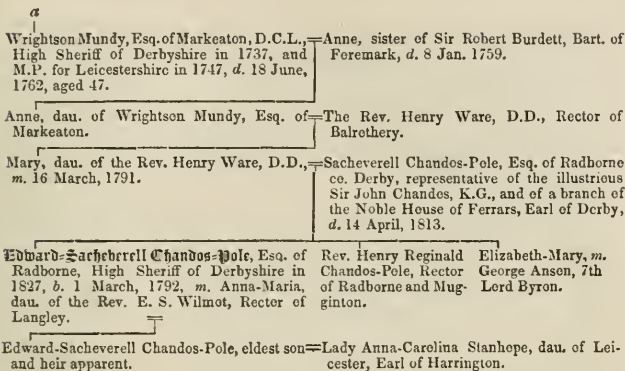 a
Wrightson Mundy, Esq. of Markeaton, D.C.L.,=Anne, sister of Sir Robert Burdett, Bart. of
High Sheriff of Derbyshire in 1737, and Foremark, d. 8 Jan. 1759.
M.P. for Leicestershire in 1747, d. 18 June,
1762, aged 47.
Anne, dau. of Wrightson Mundy, Esq. of=The Rev. Henry Ware, D.D., Rector of
Markeaton. Balrothery.
Mary, dau. of the Rev. Henry Ware, D.D.,=Sacheverell Chandos-Pole, Esq. of Radborne
m. 16 March, 1791. co. Derby, representative of the illustrious
Sir John Chandos, K.G., and of a branch of
the Noble House of Ferrars, Earl of Derby,
d. 14 April, 1813.
Edward-Sacheverell Chandos-Pole, Esq. of Rev. Henry Reginald Elizabeth-Mary, m.
Radborne, High Sheriff of Derbyshire in Chandos-Pole, Rector George Anson, 7th
1827, b. 1 March, 1792, m. Anna-Maria, of Radborne and Mug- Lord Byron.
dau. of the Rev. E. S. Wilmot, Rector of ginton.
Langley. =
Edward-Sacheverell Chandos-Pole, eldest son=Lady Anna-Carolina Stanhope, dau. of Lei-
and heir apparent. cester, Earl of Harrington.